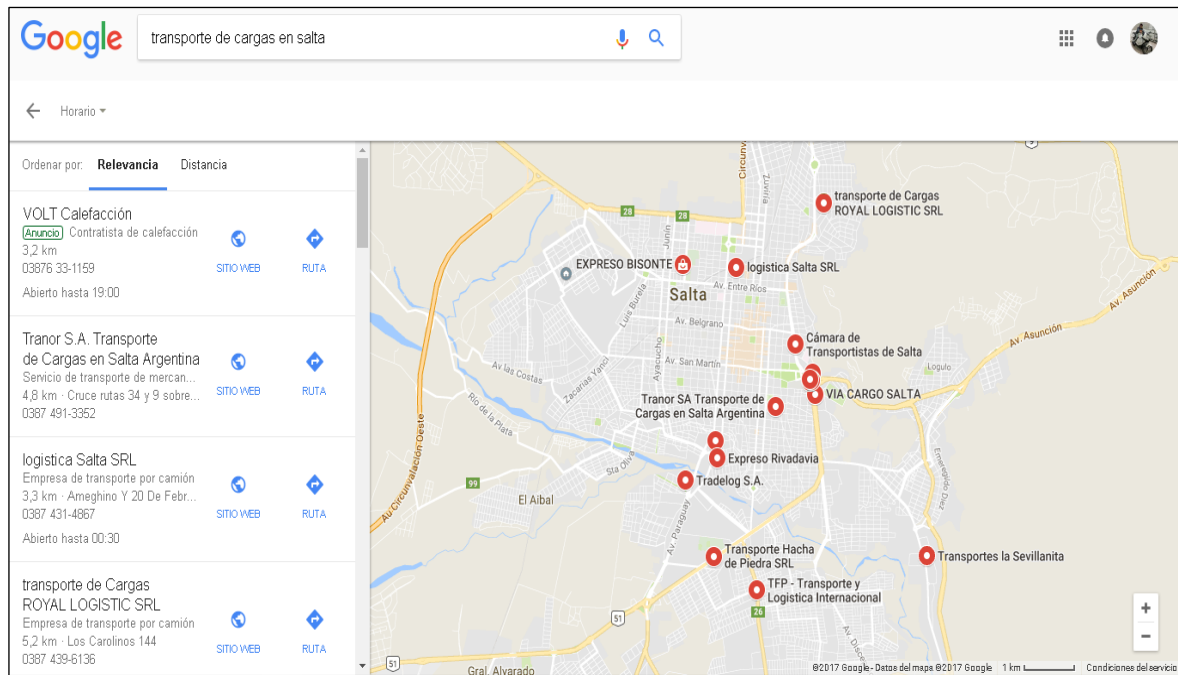 Google
transporte de cargas en salta
Horario
Ordenar por: Relevancia Distancia
VOLT Calefacción
Anuncio Contratista de calefacción
3,2 km
03876 33-1159
Abierto hasta 19:00
SITIO WEB RUTA
Tranor S.A. Transporte
de Cargas en Salta Argentina
Servicio de transporte de mercan...
4,8 km · Cruce rutas 34 y 9 sobre...
0387 491-3352
SITIO WEB RUTA
logistica Salta SRL
Empresa de transporte por camión
3,3 km · Ameghino Y 20 De Febr...
0387 431-4867
Abierto hasta 00:30
SITIO WEB RUTA
transporte de Cargas
ROYAL LOGISTIC SRL
Empresa de transporte por camión
5,2 km · Los Carolinos 144
0387 439-6136
SITIO WEB RUTA
9
Circunv
Zuviría
transporte de Cargas
ROYAL LOGISTIC SRL
28
28
Junín
EXPRESO BISONTE
logistica Salta SRL
Av. Entre Ríos
Salta
Luis Burela
Av. Belgrano
Cámara de
Transportistas de Salta
Av. Asunción
Av. Asunción
Av las Costas
Zacarias Yanci
Ayacucho
Av. San Martín
Logulo
VIA CARGO SALTA
Tranor SA Transporte de
Cargas en Salta Argentina
Rio de la Plata
Au Circunvalación Oeste
Sta Oliva
Expreso Rivadavia
Tradelog S.A.
99
El Aibal
Av. Paraguay
Emeregildo Diez
Transporte Hacha
de Piedra SRL
Transportes la Sevillanita
TFP - Transporte y
Logistica Internacional
26
51
51
Gral. Alvarado
Av. Disce
+
−
©2017 Google - Datos del mapa ©2017 Google 1 km Condiciones del servicio